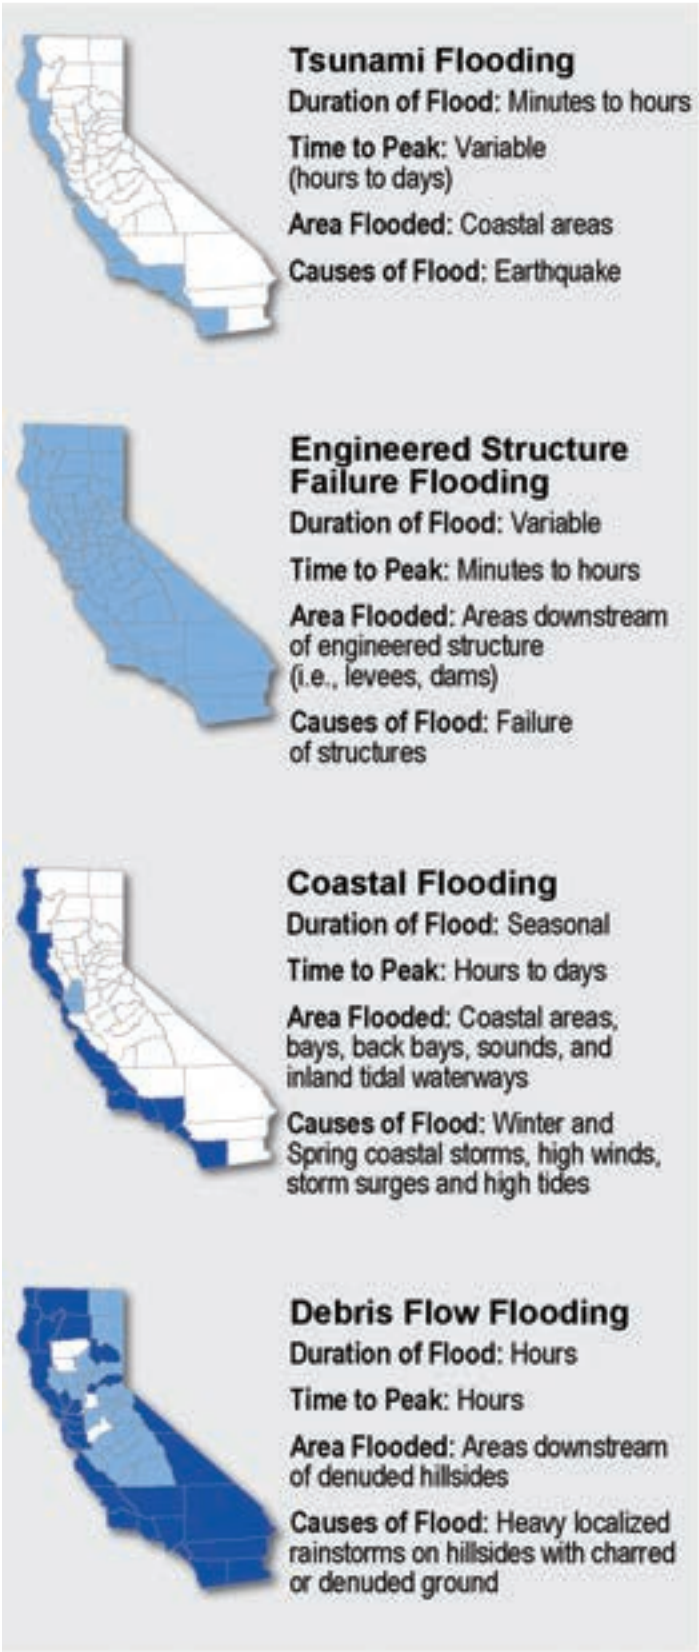 Tsunami Flooding
Duration of Flood: Minutes to hours
Time to Peak: Variable
(hours to days)
Area Flooded: Coastal areas
Causes of Flood: Earthquake
Engineered Structure
Failure Flooding
Duration of Flood: Variable
Time to Peak: Minutes to hours
Area Flooded: Areas downstream
of engineered structure
(i.e., levees, dams)
Causes of Flood: Failure
of structures
Coastal Flooding
Duration of Flood: Seasonal
Time to Peak: Hours to days
Area Flooded: Coastal areas,
bays, back bays, sounds, and
inland tidal waterways
Causes of Flood: Winter and
Spring coastal storms, high winds,
storm surges and high tides
Debris Flow Flooding
Duration of Flood: Hours
Time to Peak: Hours
Area Flooded: Areas downstream
of denuded hillsides
Causes of Flood: Heavy localized
rainstorms on hillsides with charred
or denuded ground